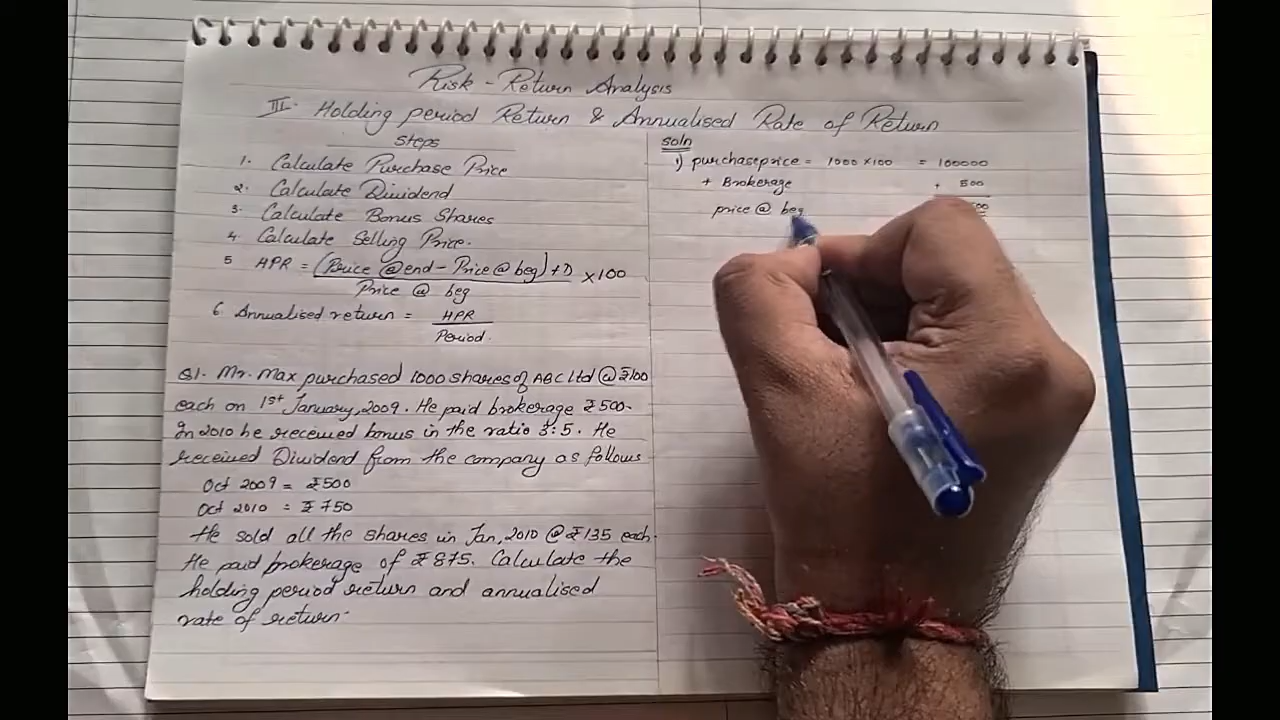 Risk - Return Analysis
III. Holding period Return & Annualised Rate of Return
Steps
1. Calculate Purchase Price
2. Calculate Dividend
3. Calculate Bonus Shares
4. Calculate Selling Price.
5 HPR = (Price @ end - Price @ beg) + D × 100
Price @ beg
6. Annualised return = HPR
Period.
Q1. Mr. Max purchased 1000 shares of ABC Ltd @ ₹100
each on 1st January, 2009. He paid brokerage ₹500.
In 2010 he received bonus in the ratio 3:5. He
received Dividend from the company as follows
Oct 2009 = ₹500
Oct 2010 = ₹750
He sold all the shares in Jan, 2010 @ ₹135 each.
He paid brokerage of ₹875. Calculate the
holding period return and annualised
rate of return.
Soln
1) purchase price = 1000 × 100 = 100000
+ Brokerage + 500
price @ beg